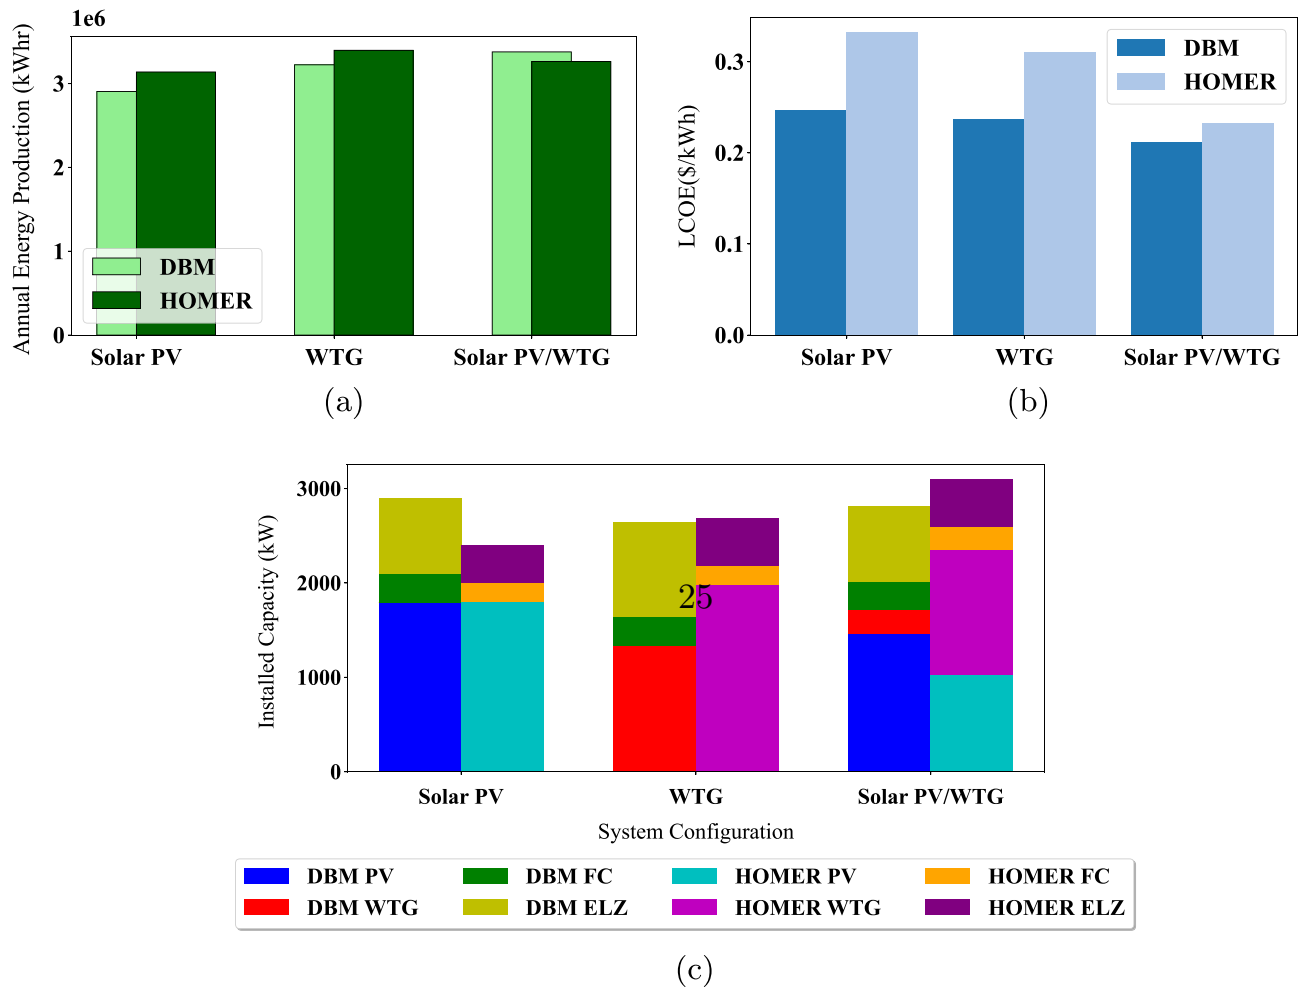 1e6
Annual Energy Production (kWhr)
3
2
1
0
DBM
HOMER
Solar PV
WTG
Solar PV/WTG
(a)
LCOE($/kWh)
0.3
0.2
0.1
0.0
DBM
HOMER
Solar PV
WTG
Solar PV/WTG
(b)
Installed Capacity (kW)
3000
2000
1000
0
25
Solar PV
WTG
Solar PV/WTG
System Configuration
DBM PV
DBM FC
HOMER PV
HOMER FC
DBM WTG
DBM ELZ
HOMER WTG
HOMER ELZ
(c)